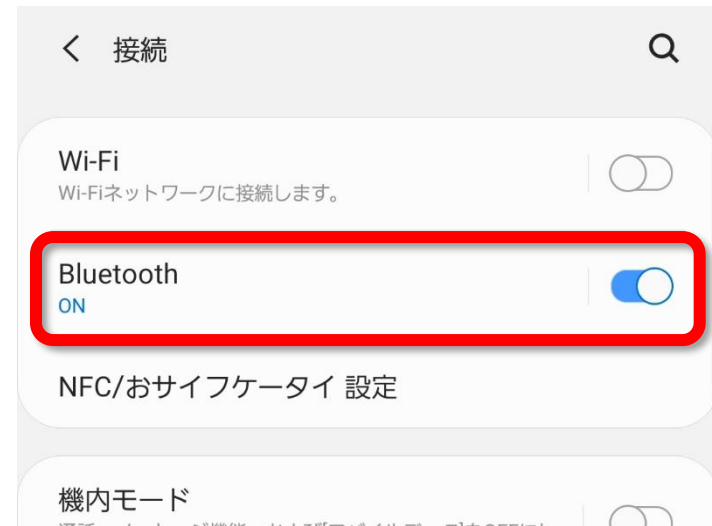 接続
Wi-Fi
Wi-Fiネットワークに接続します。
Bluetooth
ON
NFC/おサイフケータイ 設定
機内モード